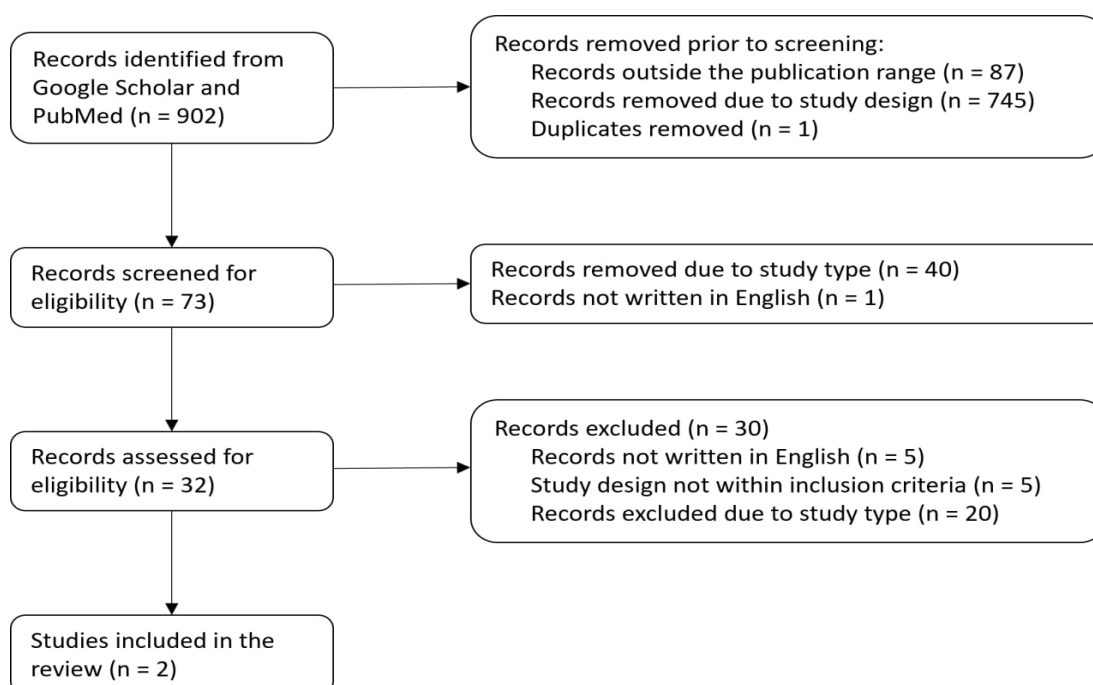 Records identified from
Google Scholar and
PubMed (n = 902)
Records removed prior to screening:
Records outside the publication range (n = 87)
Records removed due to study design (n = 745)
Duplicates removed (n = 1)
Records screened for
eligibility (n = 73)
Records removed due to study type (n = 40)
Records not written in English (n = 1)
Records assessed for
eligibility (n = 32)
Records excluded (n = 30)
Records not written in English (n = 5)
Study design not within inclusion criteria (n = 5)
Records excluded due to study type (n = 20)
Studies included in the
review (n = 2)